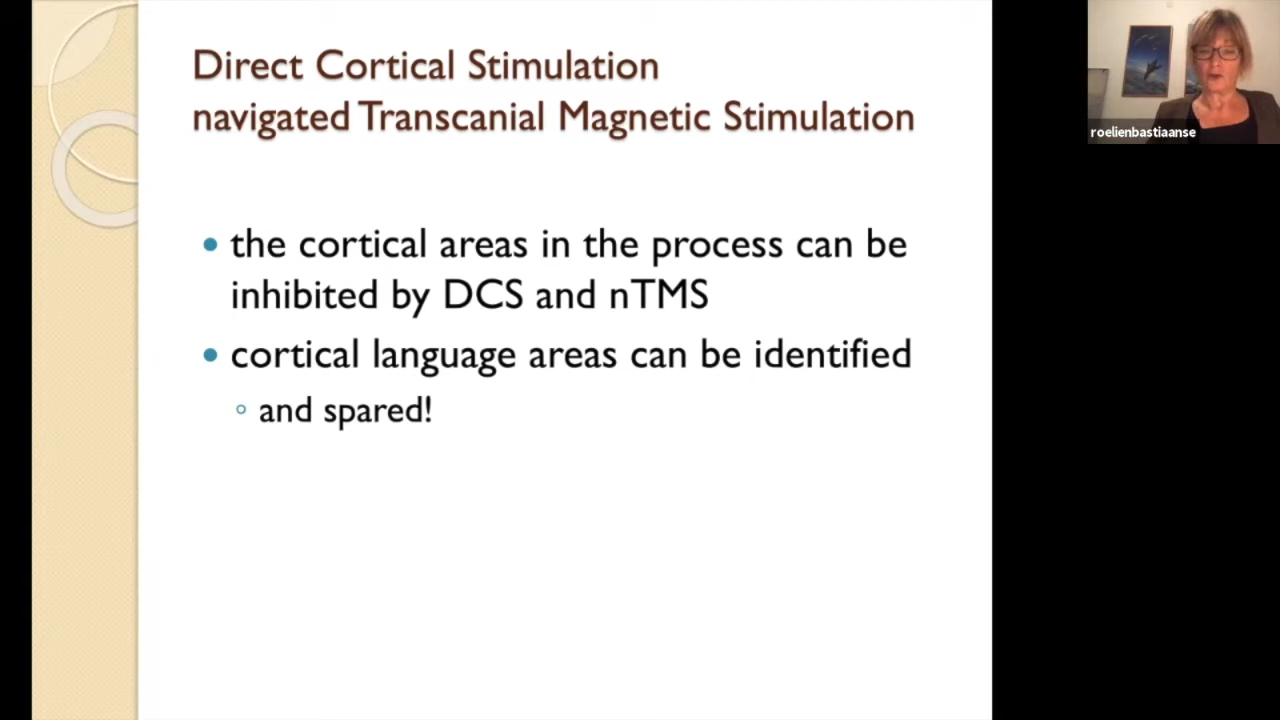 Direct Cortical Stimulation
navigated Transcanial Magnetic Stimulation
the cortical areas in the process can be
inhibited by DCS and nTMS
cortical language areas can be identified
and spared!
roelienbastiaanse